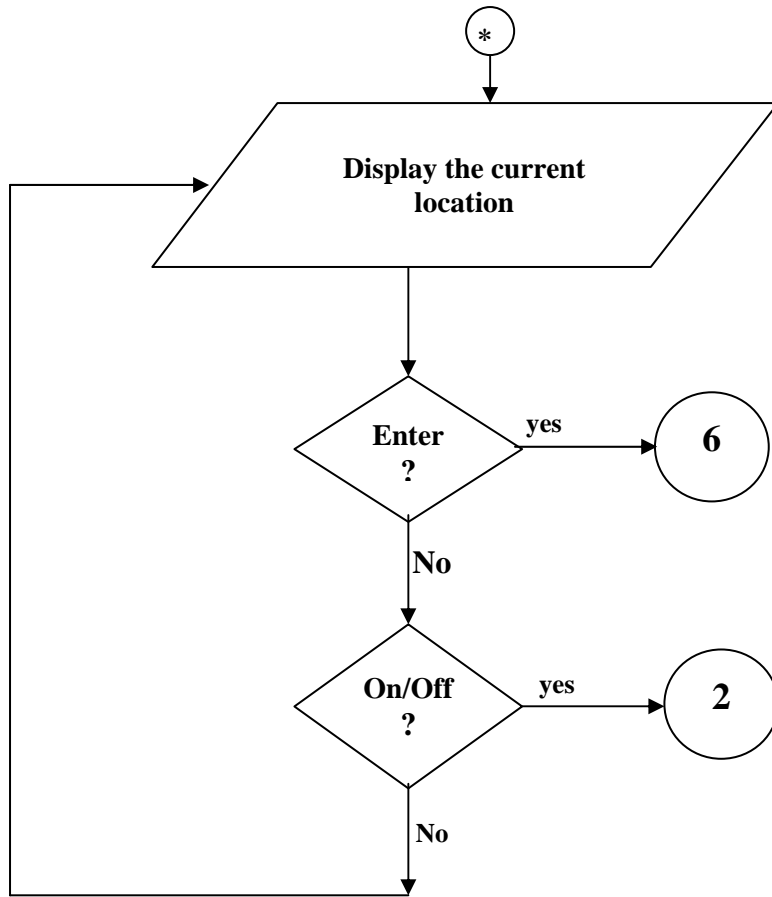 *
Display the current
location
Enter
?
yes
6
No
On/Off
?
yes
2
No